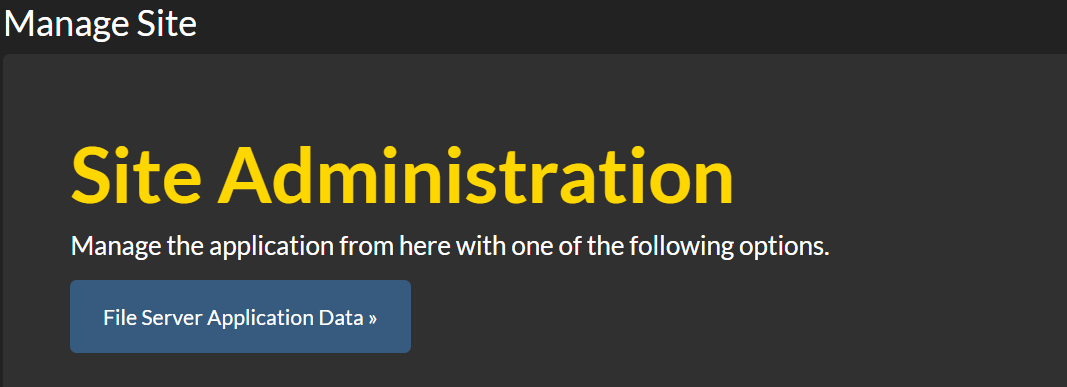 Manage Site
Site Administration
Manage the application from here with one of the following options.
File Server Application Data »